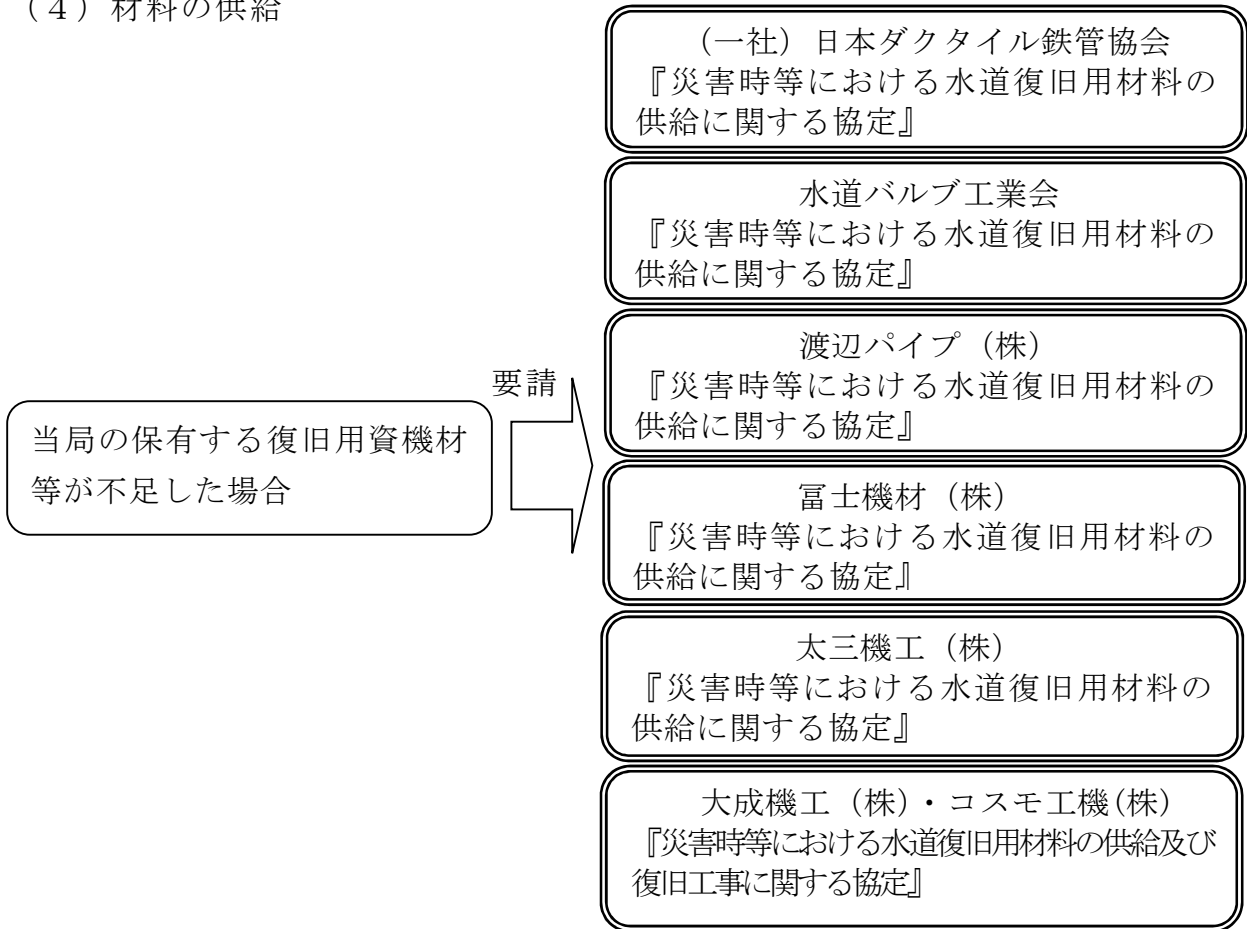 （４）材料の供給
（一社）日本ダクタイル鉄管協会
『災害時等における水道復旧用材料の
供給に関する協定』
水道バルブ工業会
『災害時等における水道復旧用材料の
供給に関する協定』
渡辺パイプ（株）
『災害時等における水道復旧用材料の
供給に関する協定』
要請
当局の保有する復旧用資機材
等が不足した場合
冨士機材（株）
『災害時等における水道復旧用材料の
供給に関する協定』
太三機工（株）
『災害時等における水道復旧用材料の
供給に関する協定』
大成機工（株）・コスモ工機(株)
『災害時等における水道復旧用材料の供給及び
復旧工事に関する協定』